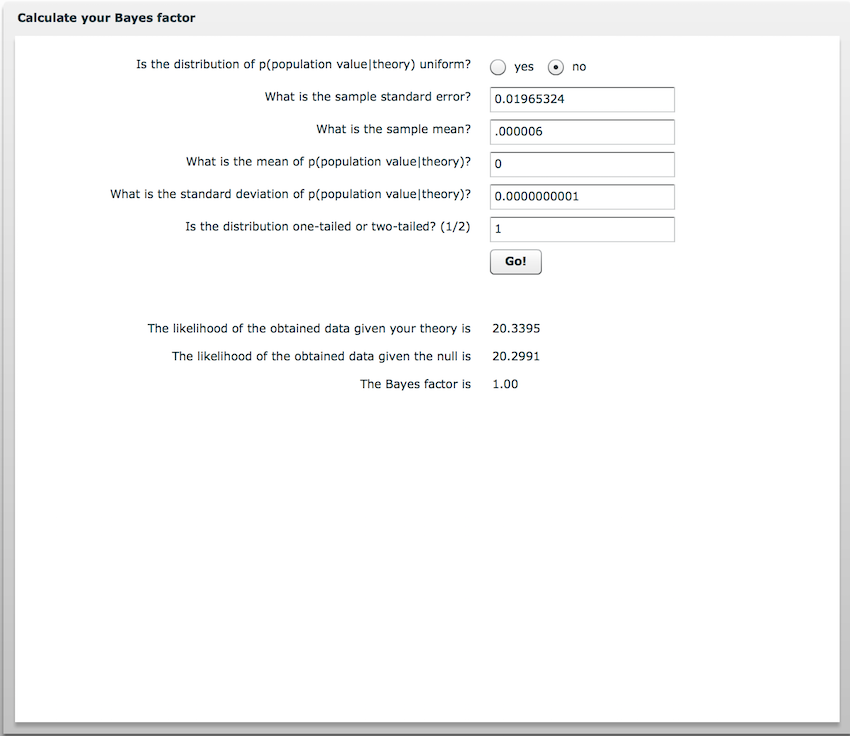 Calculate your Bayes factor
Is the distribution of p(population value|theory) uniform? yes no
What is the sample standard error? 0.01965324
What is the sample mean? .000006
What is the mean of p(population value|theory)? 0
What is the standard deviation of p(population value|theory)? 0.0000000001
Is the distribution one-tailed or two-tailed? (1/2) 1
Go!
The likelihood of the obtained data given your theory is 20.3395
The likelihood of the obtained data given the null is 20.2991
The Bayes factor is 1.00